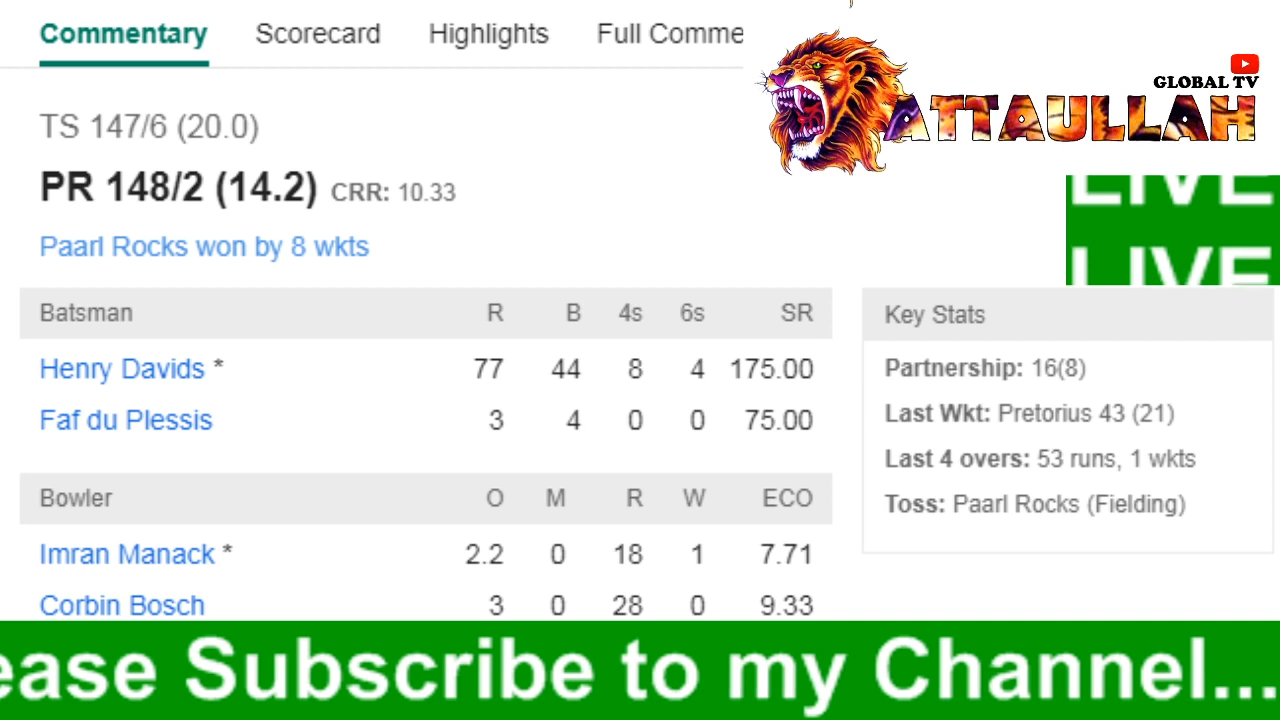 Commentary Scorecard Highlights Full Comme
GLOBAL TV
ATTAULLAH
TS 147/6 (20.0)
PR 148/2 (14.2) CRR: 10.33
LIVE
LIVE
Paarl Rocks won by 8 wkts
Batsman R B 4s 6s SR
Henry Davids * 77 44 8 4 175.00
Faf du Plessis 3 4 0 0 75.00
Bowler O M R W ECO
Imran Manack * 2.2 0 18 1 7.71
Corbin Bosch 3 0 28 0 9.33
Key Stats
Partnership: 16(8)
Last Wkt: Pretorius 43 (21)
Last 4 overs: 53 runs, 1 wkts
Toss: Paarl Rocks (Fielding)
ease Subscribe to my Channel...